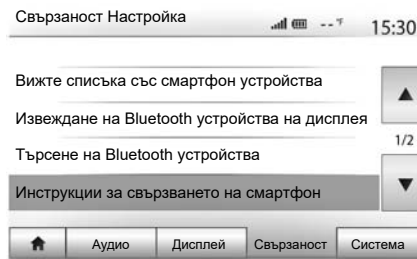 Свързаност Настройка -- °F 15:30
Вижте списъка със смартфон устройства
Извеждане на Bluetooth устройства на дисплея
1/2
Търсене на Bluetooth устройства
Инструкции за свързването на смартфон
Аудио Дисплей Свързаност Система